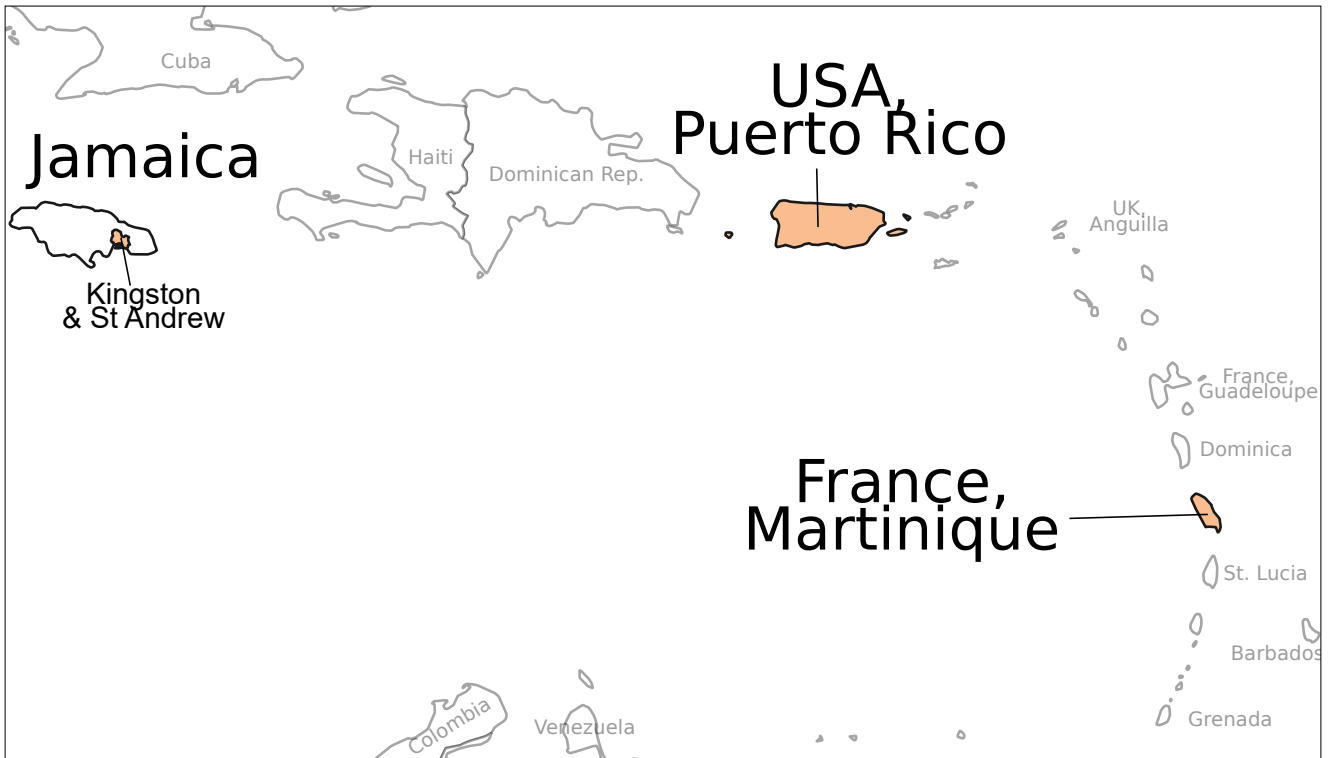 Cuba
USA,
Puerto Rico
Jamaica
Haiti
Dominican Rep.
UK,
Anguilla
Kingston
& St Andrew
France,
Guadeloupe
Dominica
France,
Martinique
St. Lucia
Barbados
Colombia
Venezuela
Grenada